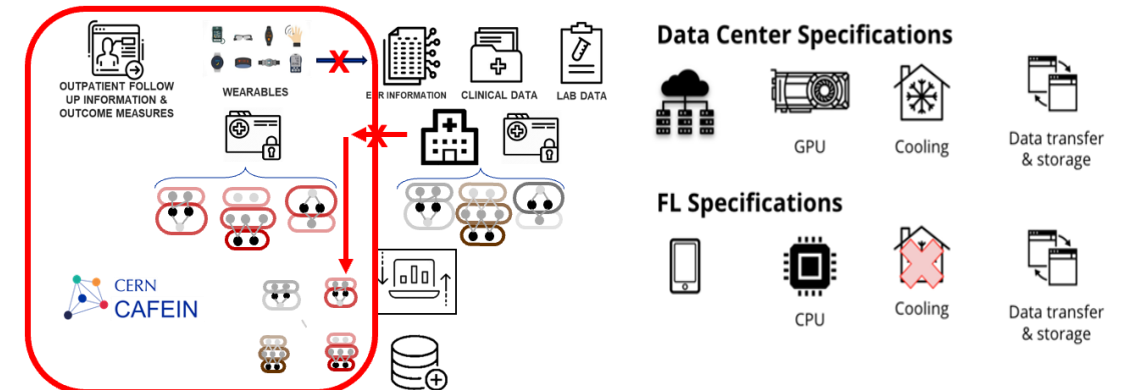 OUTPATIENT FOLLOW
UP INFORMATION &
OUTCOME MEASURES
WEARABLES
X
INFORMATION
CLINICAL DATA
LAB DATA
X
CERN
CAFEIN
Data Center Specifications
GPU
Cooling
Data transfer
& storage
FL Specifications
CPU
Cooling
Data transfer
& storage